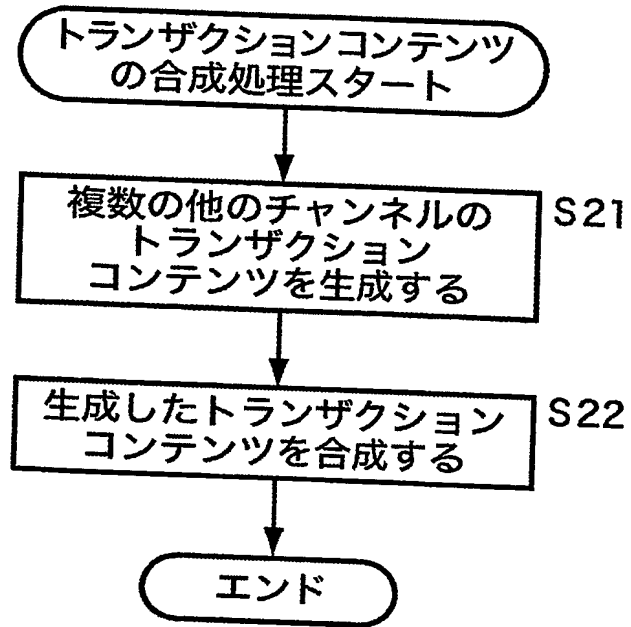 トランザクションコンテンツ
の合成処理スタート
複数の他のチャンネルの
トランザクション
コンテンツを生成する
S21
生成したトランザクション
コンテンツを合成する
S22
エンド